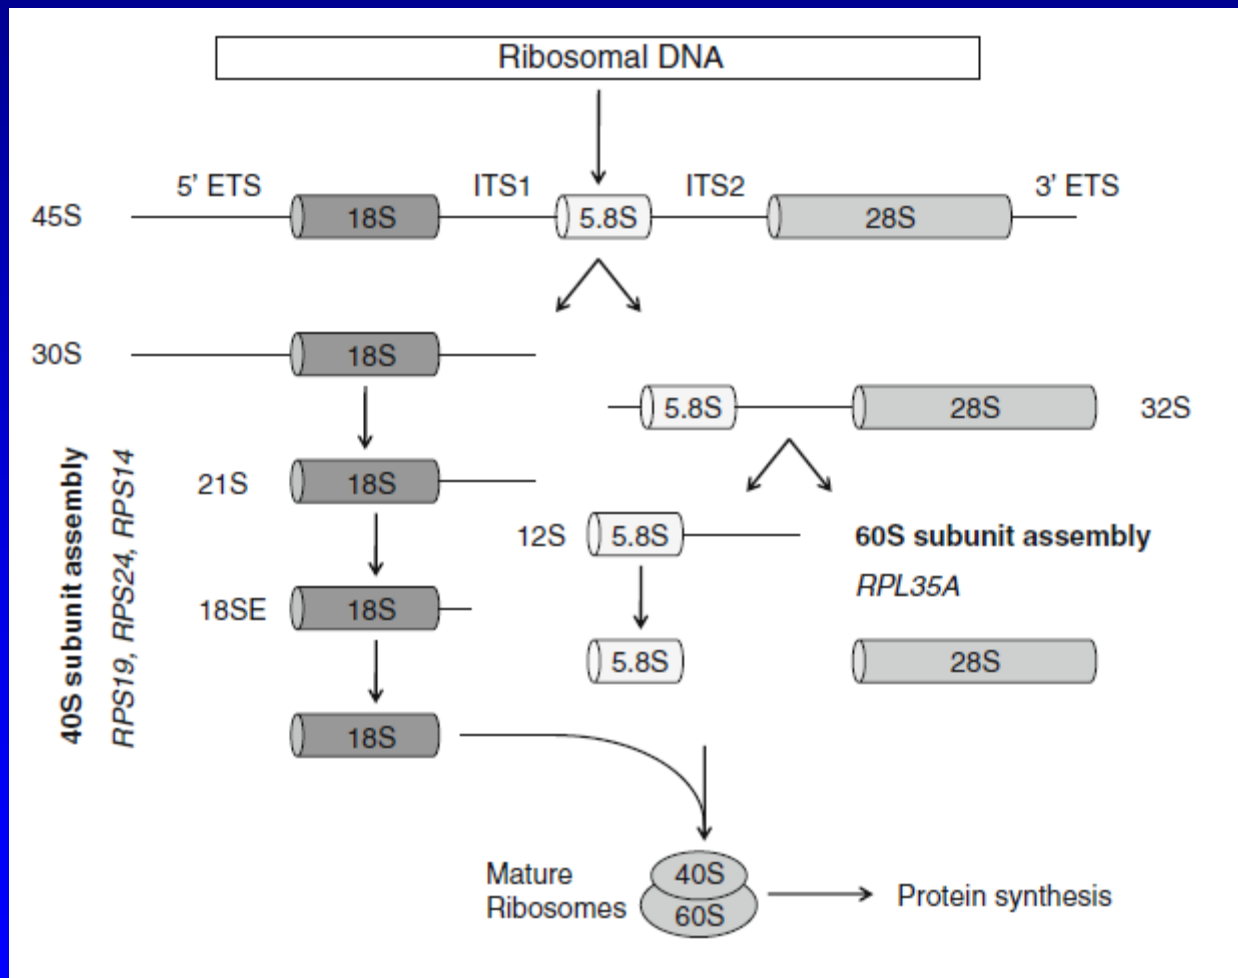 Ribosomal DNA
5' ETS
ITS1
ITS2
3' ETS
45S
18S
5.8S
28S
30S
18S
5.8S
28S
32S
40S subunit assembly
RPS19, RPS24, RPS14
21S
18S
12S
5.8S
60S subunit assembly
RPL35A
18SE
18S
5.8S
28S
18S
Mature
Ribosomes
40S
60S
Protein synthesis